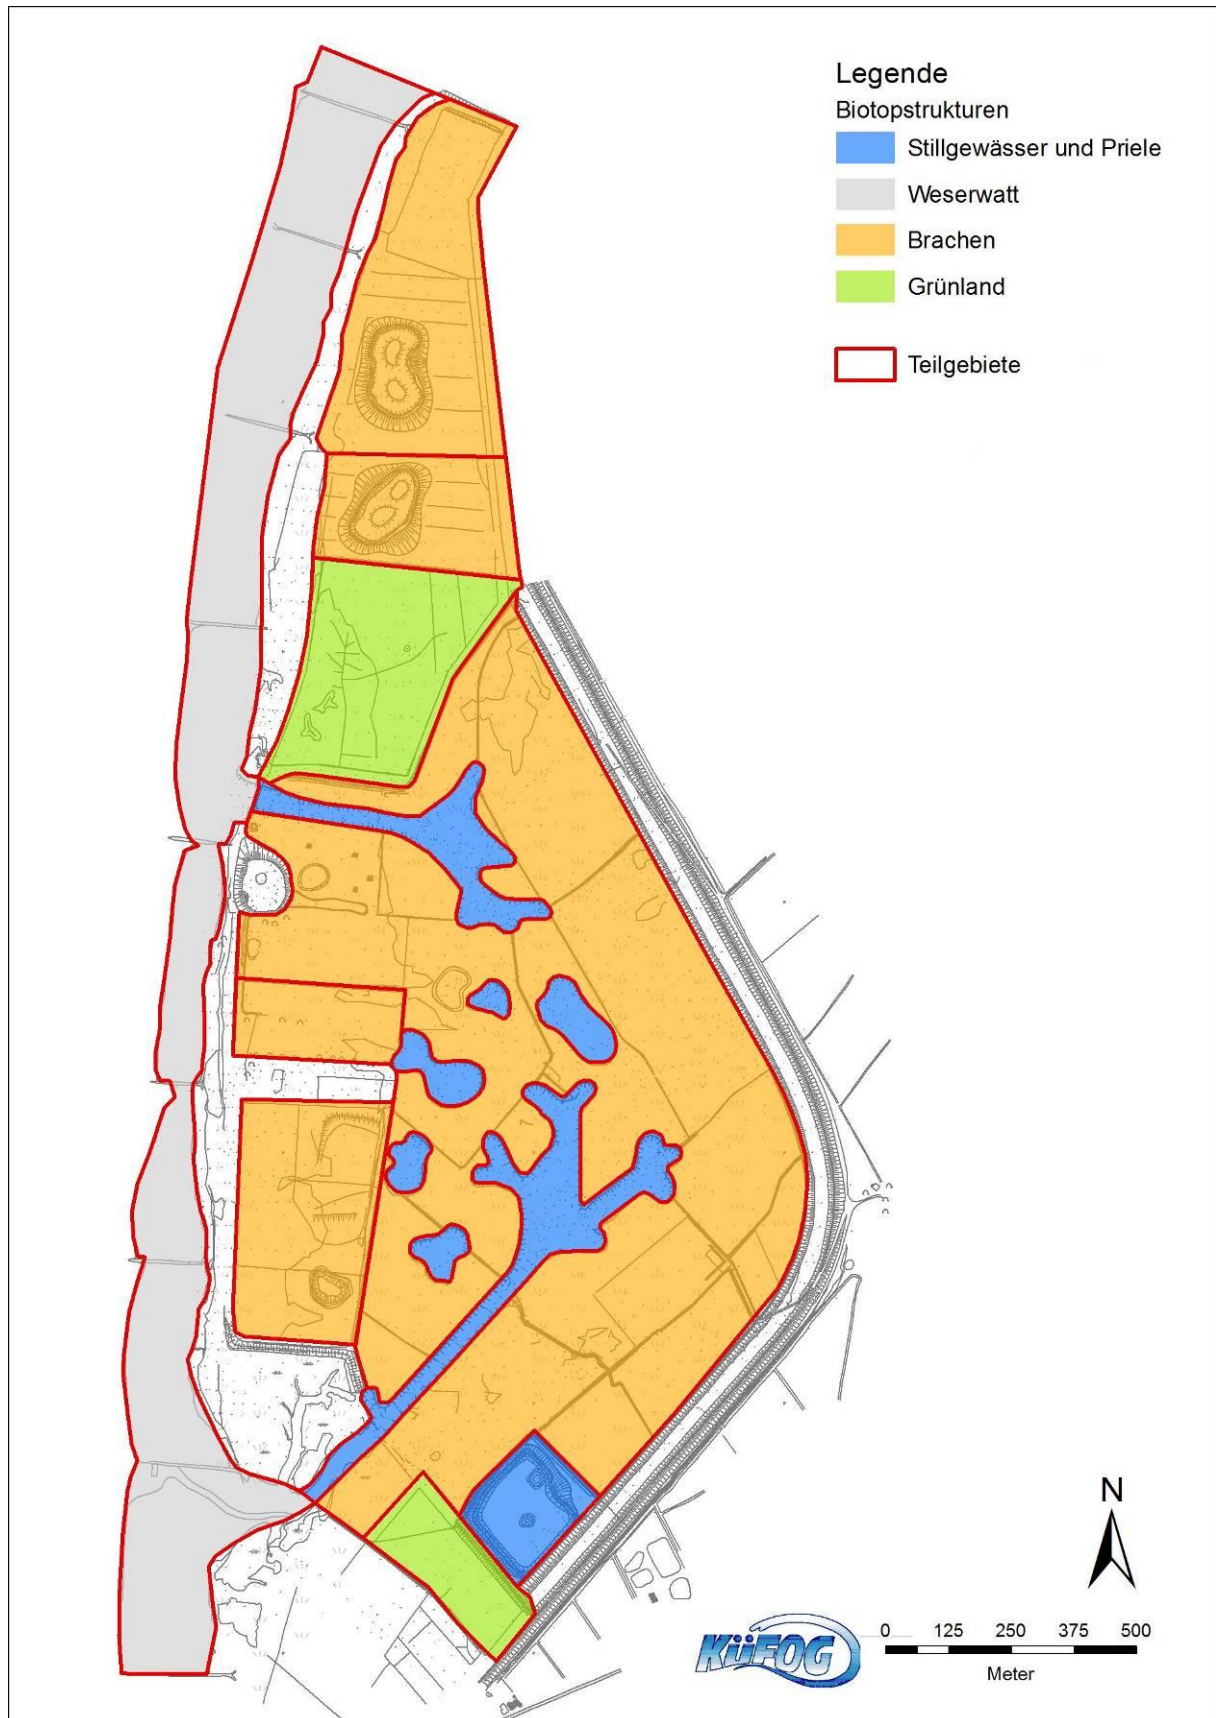 Legende
Biotopstrukturen
Stillgewässer und Priele
Weserwatt
Brachen
Grünland
Teilgebiete
N
KüFOG
0 125 250 375 500
Meter